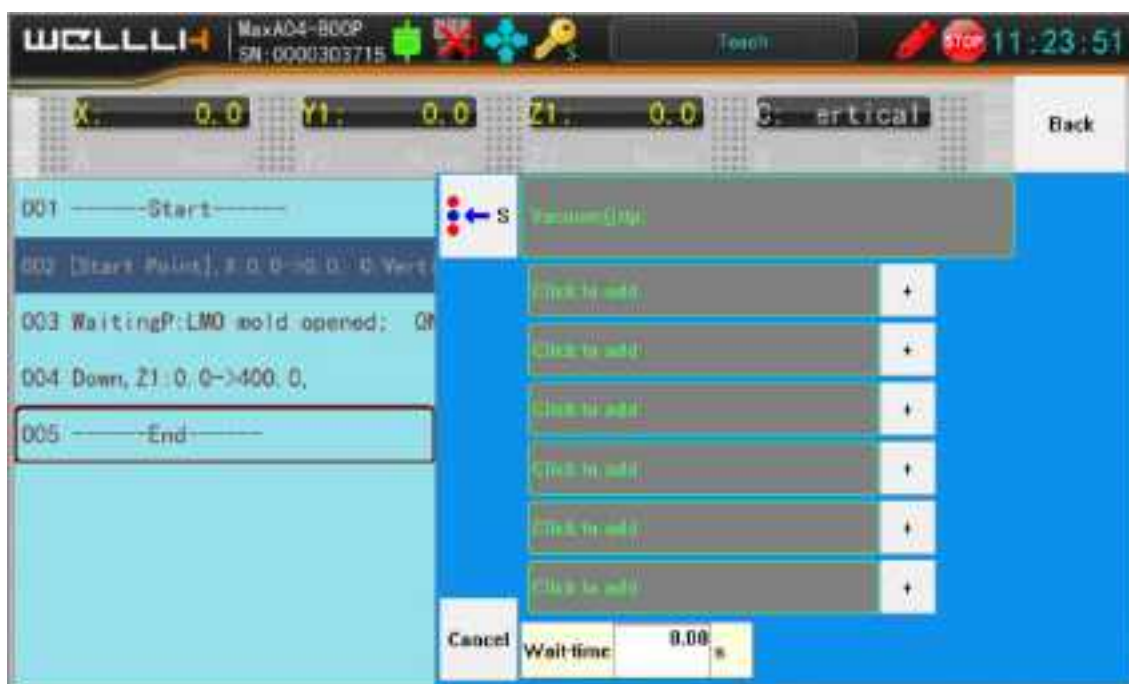 WELLLIH
MaxA04-800P
SN:0000303715
S
Teach
STOP
11:23:51
X: 0.0
Y1: 0.0
Z1: 0.0
C: ertical
Back
001 ------Start------
002 [Start Point], X:0.0->0.0, C:Vert
003 WaitingP:LMO mold opened; ON
004 Down, Z1:0.0->400.0,
005 ------End------
S
Click to add
+
Click to add
+
Click to add
+
Click to add
+
Click to add
+
Click to add
+
Cancel
Wait-time
0.00
s